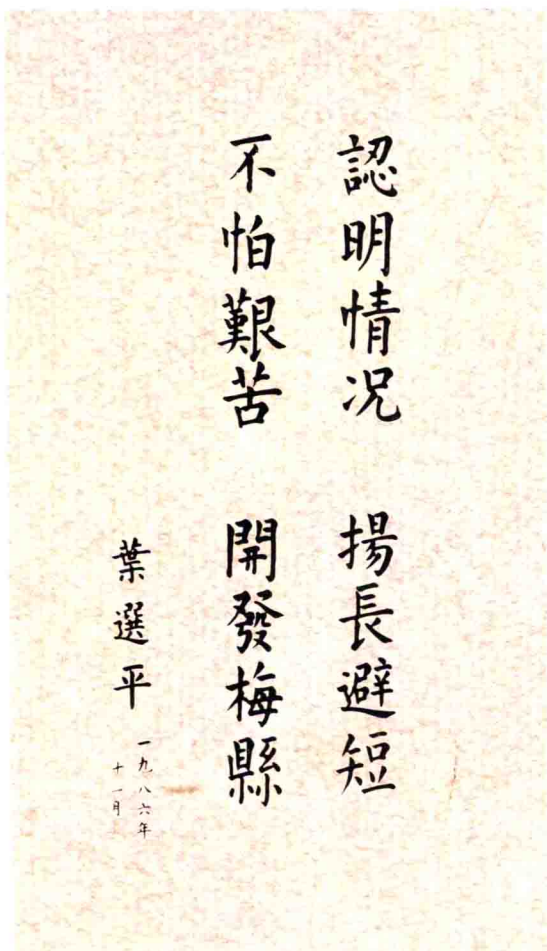 認明情况　揚長避短
不怕艱苦　開發梅縣
葉選平
一九八六年
十一月